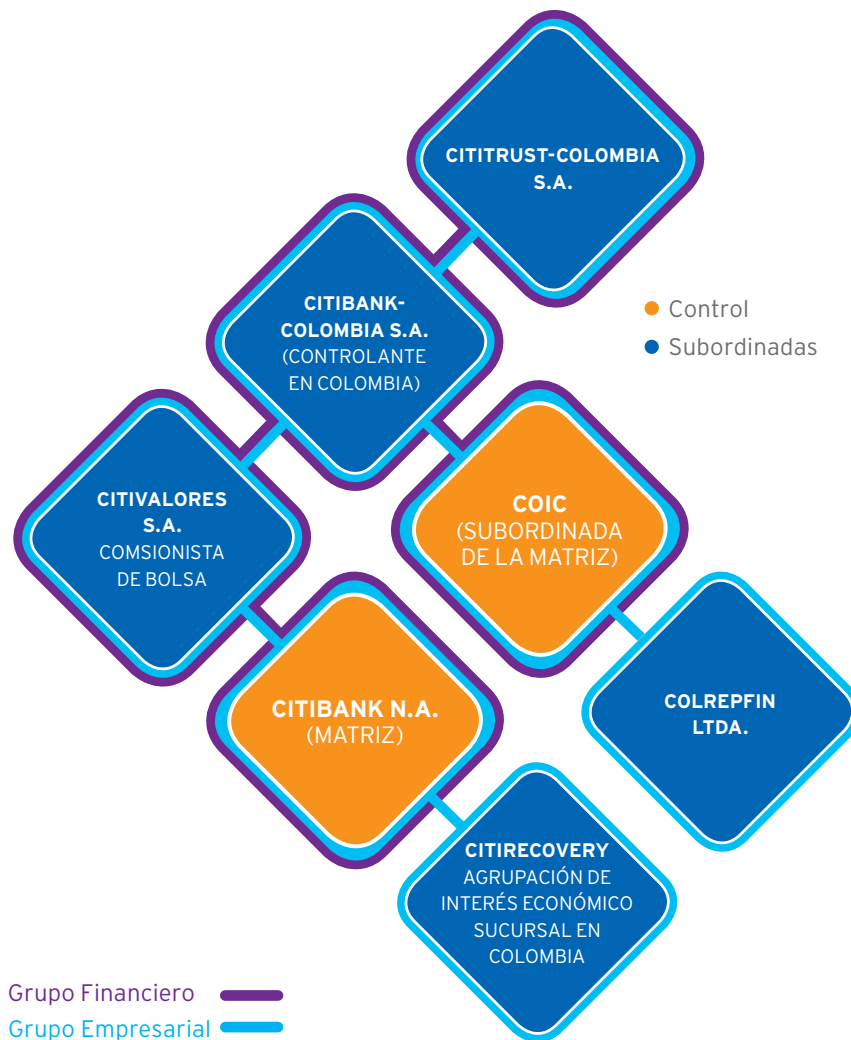 CITITRUST-COLOMBIA
S.A.
CITIBANK-
COLOMBIA S.A.
(CONTROLANTE
EN COLOMBIA)
Control
Subordinadas
CITIVALORES
S.A.
COMSIONISTA
DE BOLSA
COIC
(SUBORDINADA
DE LA MATRIZ)
CITIBANK N.A.
(MATRIZ)
COLREPFIN
LTDA.
CITIRECOVERY
AGRUPACIÓN DE
INTERÉS ECONÓMICO
SUCURSAL EN
COLOMBIA
Grupo Financiero
Grupo Empresarial